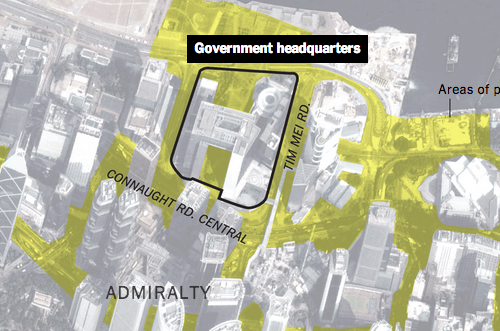 Government headquarters
Areas of p
TIM MEI RD.
CONNAUGHT RD. CENTRAL
ADMIRALTY